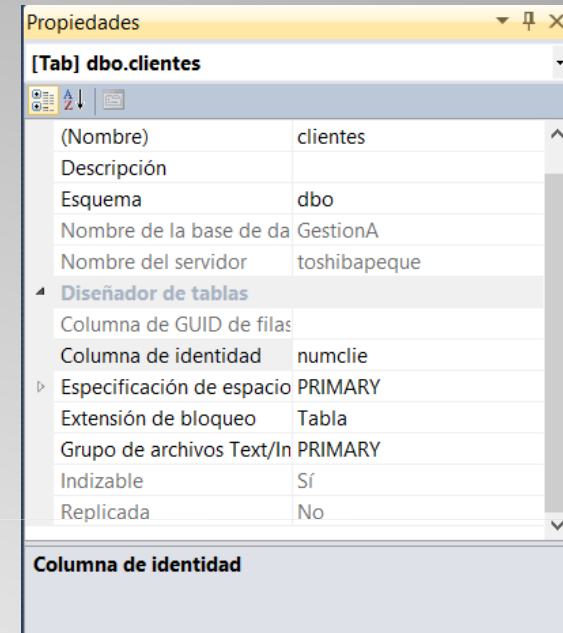 Propiedades
[Tab] dbo.clientes
(Nombre) clientes
Descripción
Esquema dbo
Nombre de la base de da GestionA
Nombre del servidor toshibapeque
Diseñador de tablas
Columna de GUID de filas
Columna de identidad numclie
Especificación de espacio PRIMARY
Extensión de bloqueo Tabla
Grupo de archivos Text/In PRIMARY
Indizable Sí
Replicada No
Columna de identidad